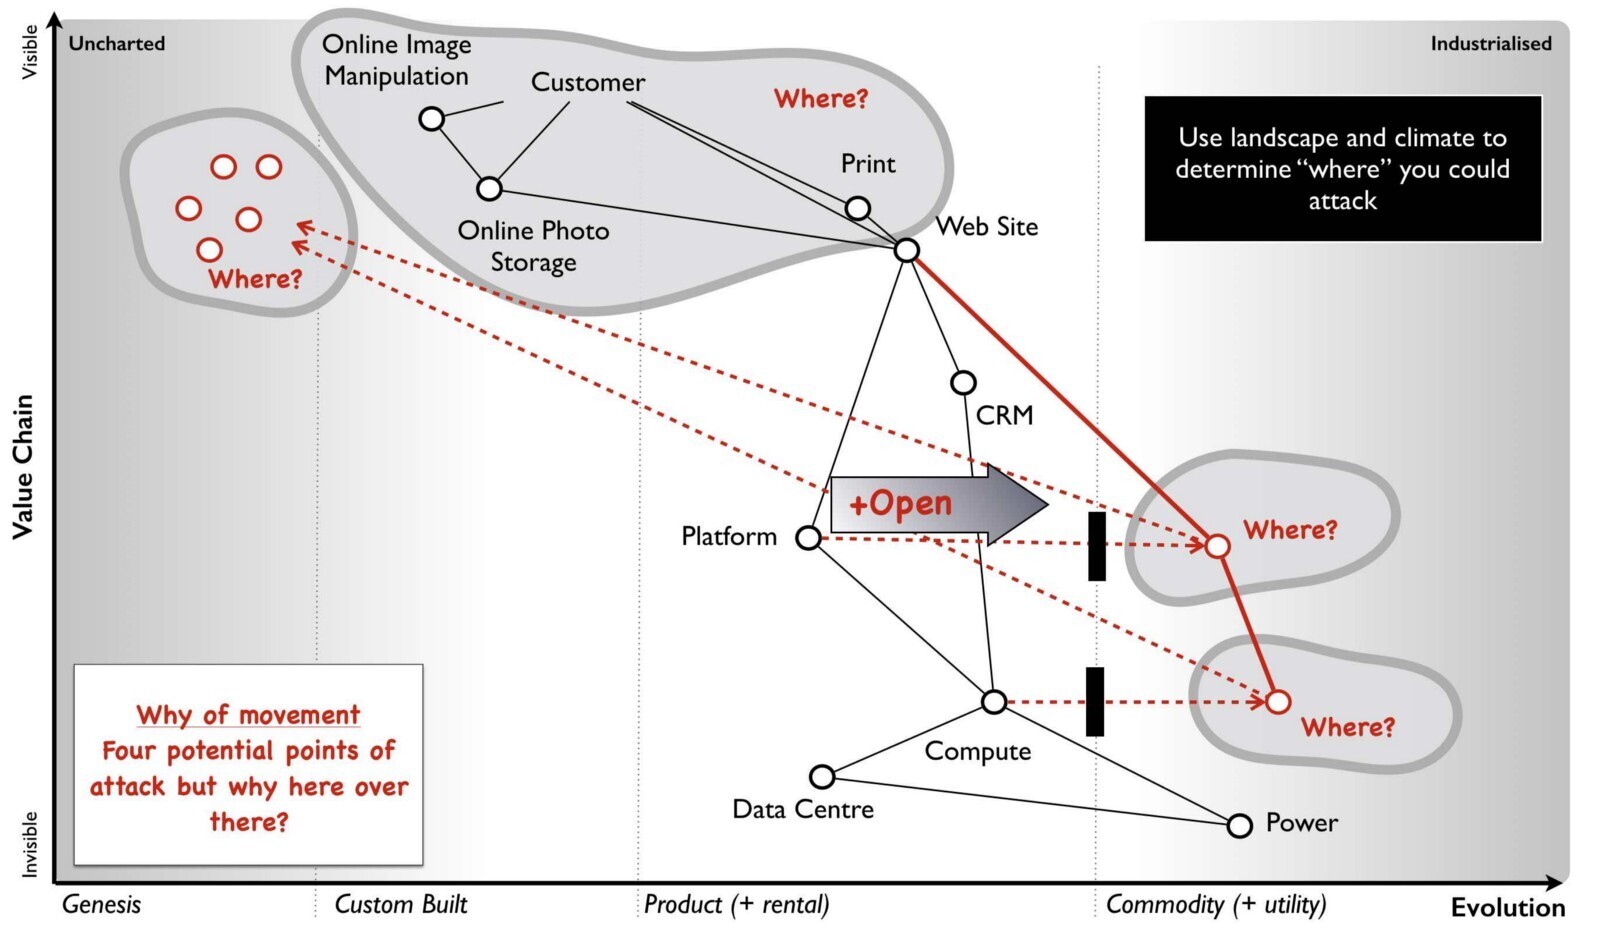 Visible
Uncharted
Industrialised
Online Image
Manipulation
Customer
Where?
Print
Use landscape and climate to
determine “where” you could
attack
Online Photo
Storage
Web Site
Where?
Value Chain
CRM
+Open
Platform
Where?
Why of movement
Four potential points of
attack but why here over
there?
Compute
Where?
Data Centre
Power
Invisible
Genesis
Custom Built
Product (+ rental)
Commodity (+ utility)
Evolution